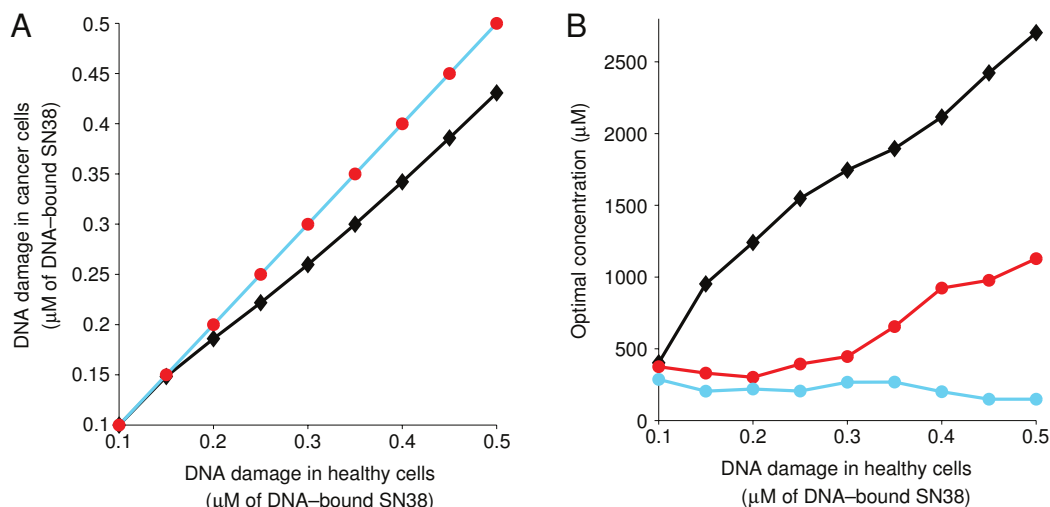 A
DNA damage in cancer cells
(μM of DNA–bound SN38)
0.5
0.45
0.4
0.35
0.3
0.25
0.2
0.15
0.1
0.1
0.2
0.3
0.4
0.5
DNA damage in healthy cells
(μM of DNA–bound SN38)
B
Optimal concentration (μM)
2500
2000
1500
1000
500
0
0.1
0.2
0.3
0.4
0.5
DNA damage in healthy cells
(μM of DNA–bound SN38)